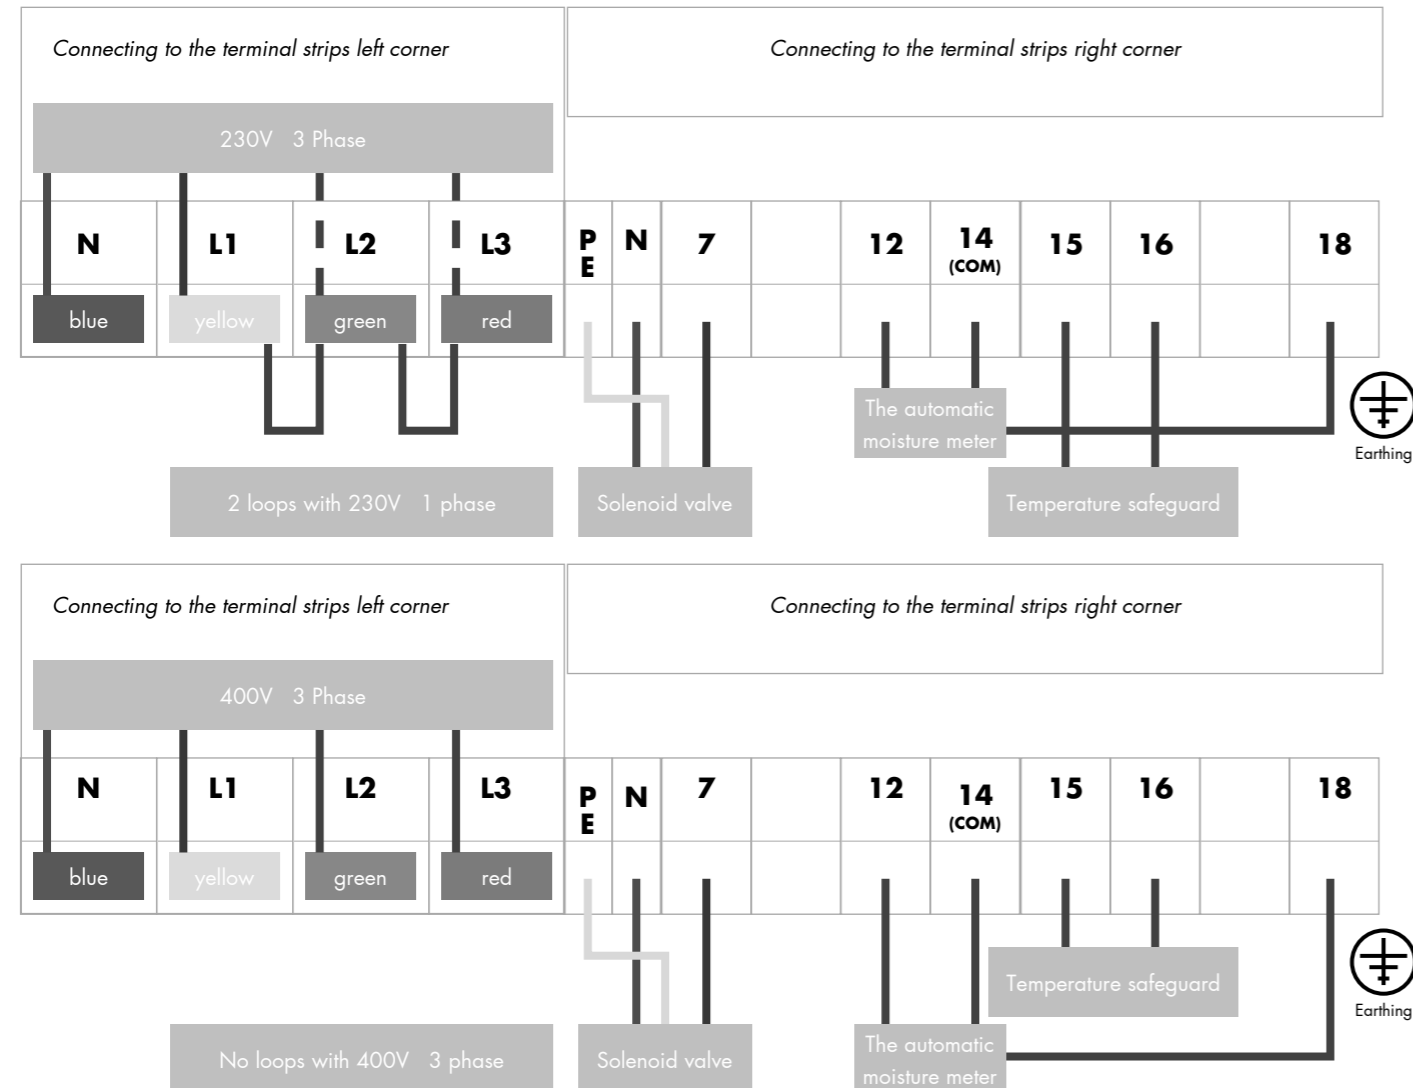 Connecting to the terminal strips left corner
Connecting to the terminal strips right corner
230V 3 Phase
N L1 L2 L3 PE N 7 12 14 15 16 18
(COM)
blue yellow green red
The automatic
moisture meter
Earthing
2 loops with 230V 1 phase
Solenoid valve
Temperature safeguard
Connecting to the terminal strips left corner
Connecting to the terminal strips right corner
400V 3 Phase
N L1 L2 L3 PE N 7 12 14 15 16 18
(COM)
blue yellow green red
Temperature safeguard
Earthing
No loops with 400V 3 phase
Solenoid valve
The automatic
moisture meter